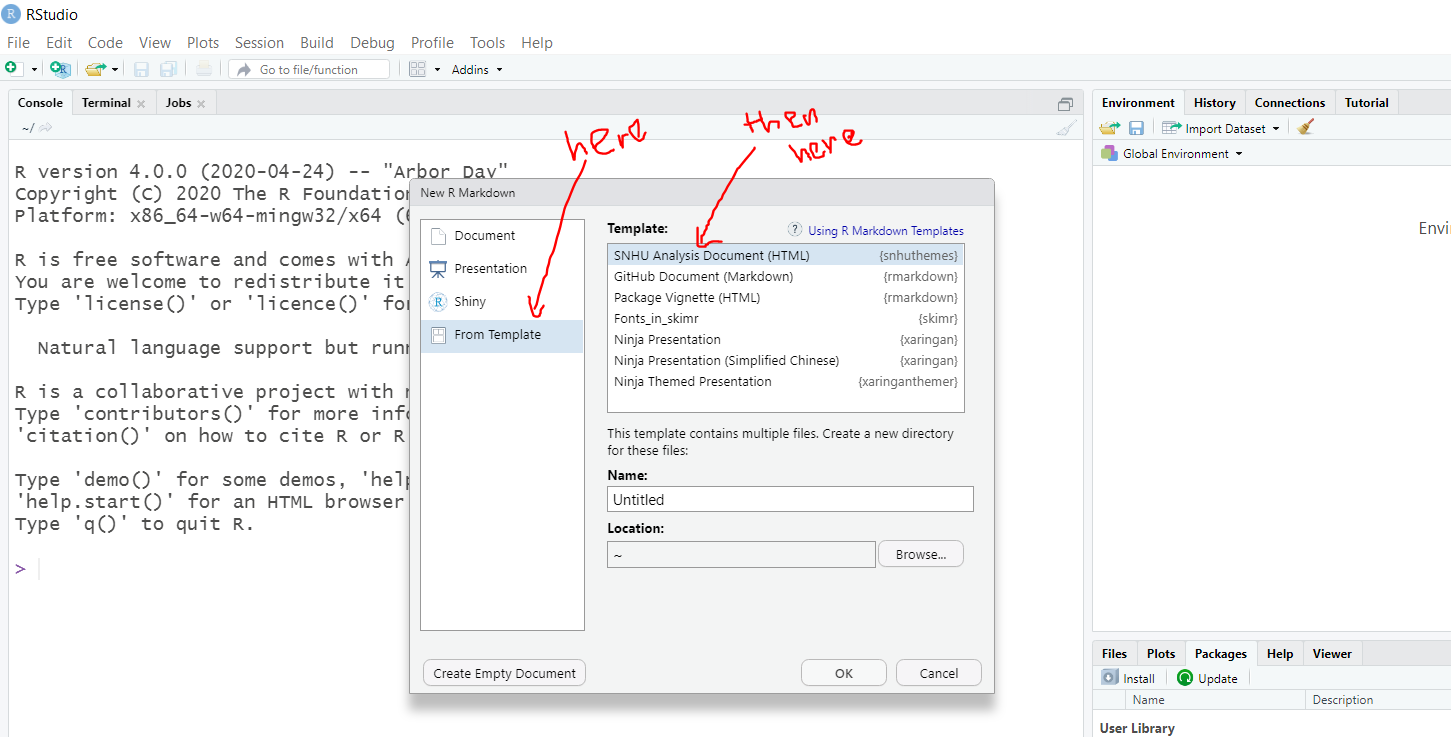 RStudio
File Edit Code View Plots Session Build Debug Profile Tools Help
Go to file/function Addins
Console Terminal Jobs
~/
R version 4.0.0 (2020-04-24) -- "Arbor Day"
Copyright (C) 2020 The R Foundation
Platform: x86_64-w64-mingw32/x64 (
R is free software and comes with
You are welcome to redistribute it
Type 'license()' or 'licence()' for
Natural language support but
R is a collaborative project with
Type 'contributors()' for more
'citation()' on how to cite R or R
Type 'demo()' for some demos, 'help
'help.start()' for an HTML browser
Type 'q()' to quit R.
>
here
then
here
New R Markdown
Document
Presentation
R Shiny
From Template
Template: ? Using R Markdown Templates
SNHU Analysis Document (HTML) {snhuthemes}
GitHub Document (Markdown) {rmarkdown}
Package Vignette (HTML) {rmarkdown}
Fonts_in_skimr {skimr}
Ninja Presentation {xaringan}
Ninja Presentation (Simplified Chinese) {xaringan}
Ninja Themed Presentation {xaringanthemer}
This template contains multiple files. Create a new directory
for these files:
Name:
Untitled
Location:
~ Browse...
Create Empty Document OK Cancel
Environment History Connections Tutorial
Import Dataset
Global Environment
Envi
Files Plots Packages Help Viewer
Install Update
Name Description
User Library